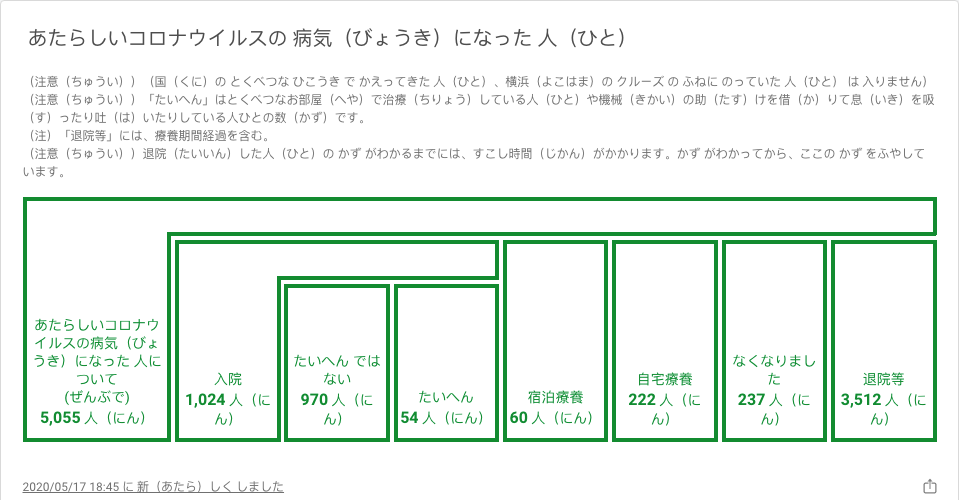 あたらしいコロナウイルスの 病気（びょうき）になった 人（ひと）
（注意（ちゅうい））（国（くに）の とくべつな ひこうき で かえってきた 人（ひと）、横浜（よこはま）の クルーズ の ふねに のっていた 人（ひと） は 入りません）
（注意（ちゅうい））「たいへん」はとくべつなお部屋（へや）で治療（ちりょう）している人（ひと）や機械（きかい）の助（たす）けを借（か）りて息（いき）を吸
（す）ったり吐（は）いたりしている人ひとの数（かず）です。
（注）「退院等」には、療養期間経過を含む。
（注意（ちゅうい））退院（たいいん）した人（ひと）の かず がわかるまでには、すこし時間（じかん）がかかります。かず がわかってから、ここの かず をふやして
います。
あたらしいコロナウ
イルスの病気（びょ
うき）になった 人に
ついて
(ぜんぶで)
5,055 人（にん）
入院
1,024 人（に
ん）
たいへん では
ない
970 人（に
ん）
たいへん
54 人（にん）
宿泊療養
60 人（にん）
自宅療養
222 人（に
ん）
なくなりまし
た
237 人（に
ん）
退院等
3,512 人（に
ん）
2020/05/17 18:45 に 新（あたら）しく しました